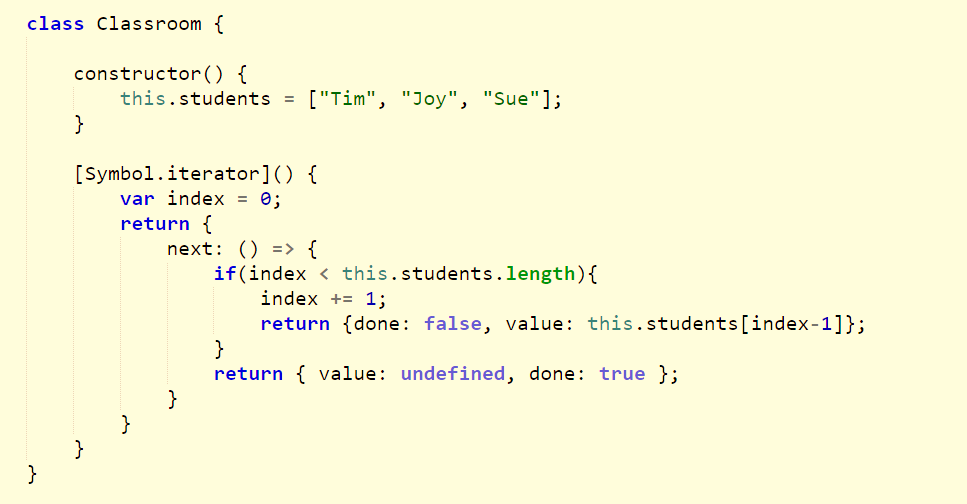 class Classroom {
constructor() {
this.students = ["Tim", "Joy", "Sue"];
}
[Symbol.iterator]() {
var index = 0;
return {
next: () => {
if(index < this.students.length){
index += 1;
return {done: false, value: this.students[index-1]};
}
return { value: undefined, done: true };
}
}
}
}